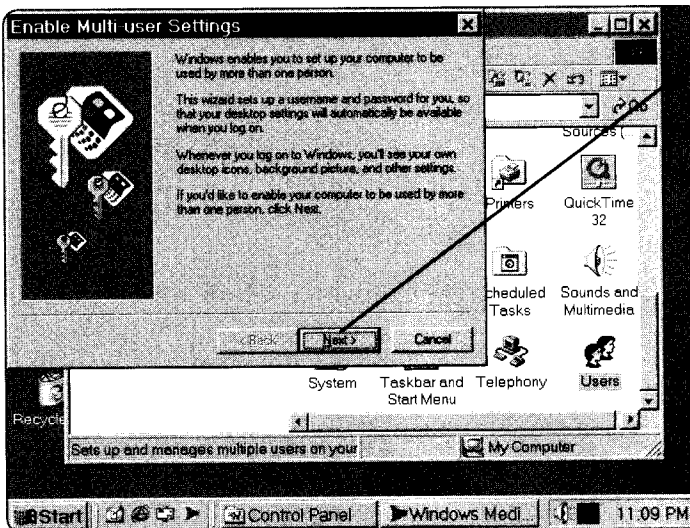 Enable Multi-user Settings
Windows enables you to set up your computer to be
used by more than one person.
This wizard sets up a username and password for you, so
that your desktop settings will automatically be available
when you log on.
Whenever you log on to Windows, you'll see your own
desktop icons, background picture, and other settings.
If you'd like to enable your computer to be used by more
than one person, click Next.
< Back
Next >
Cancel
Go
Sources (...
Printers
QuickTime
32
Scheduled
Tasks
Sounds and
Multimedia
System
Taskbar and
Start Menu
Telephony
Users
Recycle
Sets up and manages multiple users on your
My Computer
Start
Control Panel
Windows Medi...
11:09 PM